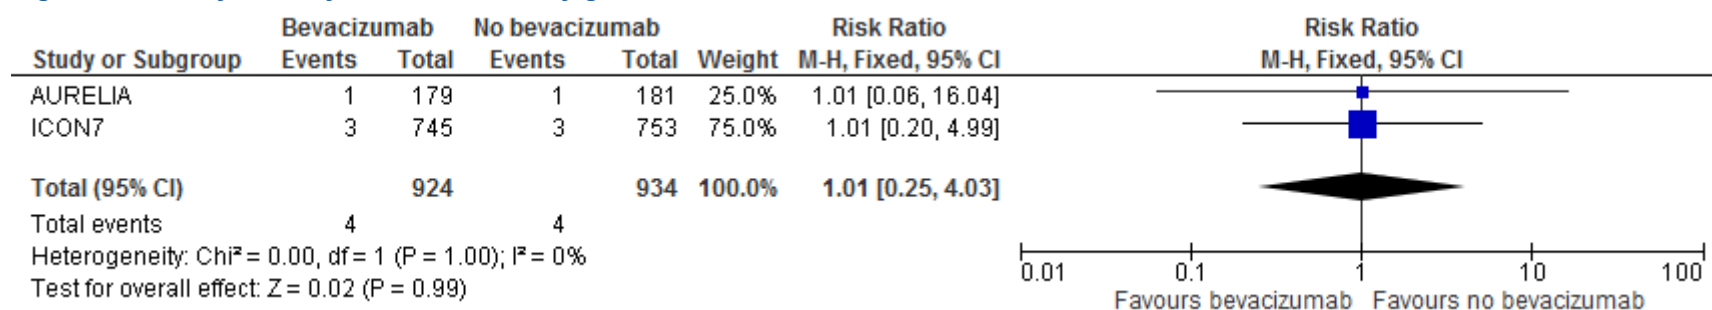 Bevacizumab No bevacizumab Risk Ratio Risk Ratio
Study or Subgroup Events Total Events Total Weight M-H, Fixed, 95% CI M-H, Fixed, 95% CI
AURELIA 1 179 1 181 25.0% 1.01 [0.06, 16.04]
ICON7 3 745 3 753 75.0% 1.01 [0.20, 4.99]
Total (95% CI) 924 934 100.0% 1.01 [0.25, 4.03]
Total events 4 4
Heterogeneity: Chi² = 0.00, df = 1 (P = 1.00); I² = 0%
Test for overall effect: Z = 0.02 (P = 0.99)
0.01 0.1 1 10 100
Favours bevacizumab Favours no bevacizumab